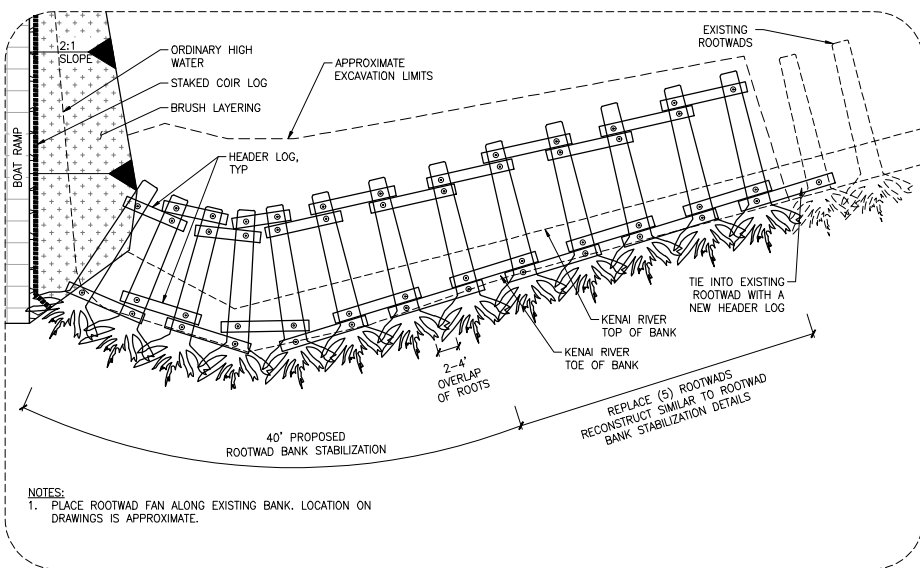 EXISTING
ROOTWADS
2:1
SLOPE
ORDINARY HIGH
WATER
APPROXIMATE
EXCAVATION LIMITS
STAKED COIR LOG
BRUSH LAYERING
BOAT RAMP
HEADER LOG,
TYP
TIE INTO EXISTING
ROOTWAD WITH A
NEW HEADER LOG
KENAI RIVER
TOP OF BANK
KENAI RIVER
TOE OF BANK
2-4'
OVERLAP
OF ROOTS
REPLACE (5) ROOTWADS
RECONSTRUCT SIMILAR TO ROOTWAD
BANK STABILIZATION DETAILS
40' PROPOSED
ROOTWAD BANK STABILIZATION
NOTES:
1. PLACE ROOTWAD FAN ALONG EXISTING BANK. LOCATION ON
DRAWINGS IS APPROXIMATE.